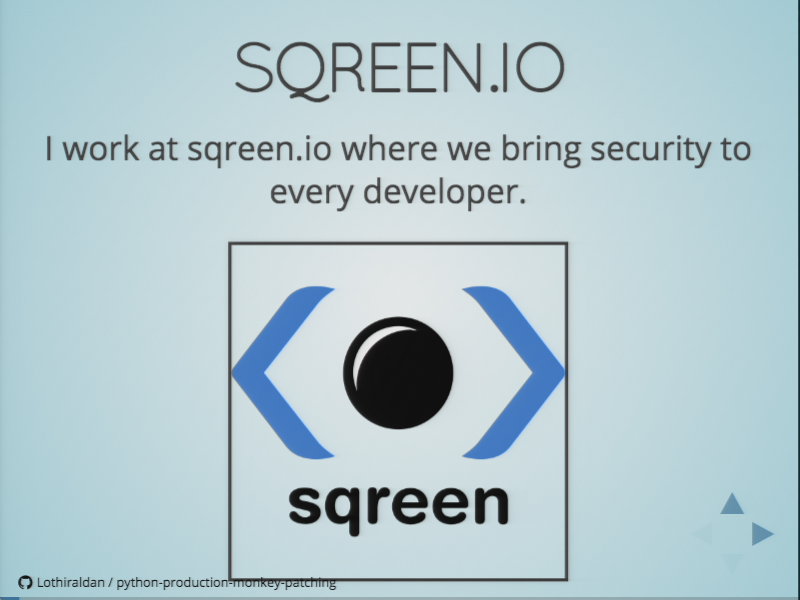 SQREEN.IO
I work at sqreen.io where we bring security to
every developer.
sqreen
Lothiraldan / python-production-monkey-patching